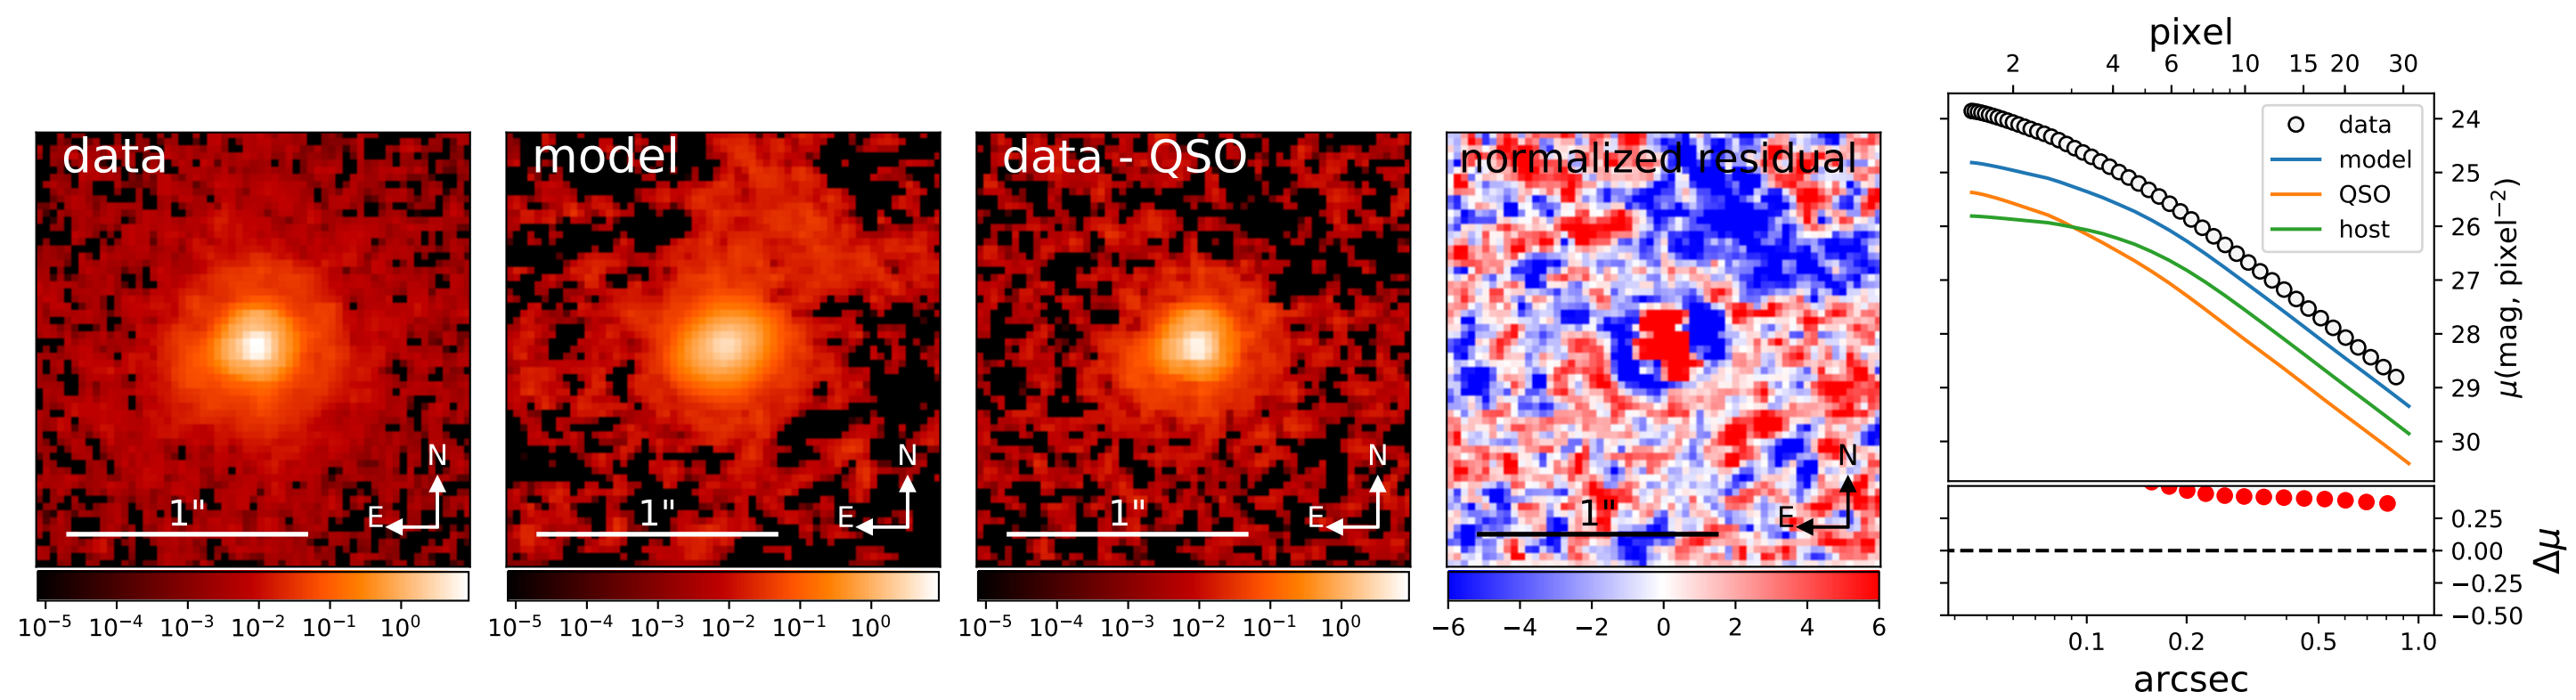 data
N
E
1"
10⁻⁵ 10⁻⁴ 10⁻³ 10⁻² 10⁻¹ 10⁰
model
N
E
1"
10⁻⁵ 10⁻⁴ 10⁻³ 10⁻² 10⁻¹ 10⁰
data - QSO
N
E
1"
10⁻⁵ 10⁻⁴ 10⁻³ 10⁻² 10⁻¹ 10⁰
normalized residual
N
E
1"
−6 −4 −2 0 2 4 6
pixel
2 4 6 10 15 20 30
data
model
QSO
host
24
25
26
27
28
29
30
μ(mag, pixel⁻²)
0.25
0.00
−0.25
−0.50
Δμ
0.1 0.2 0.5 1.0
arcsec